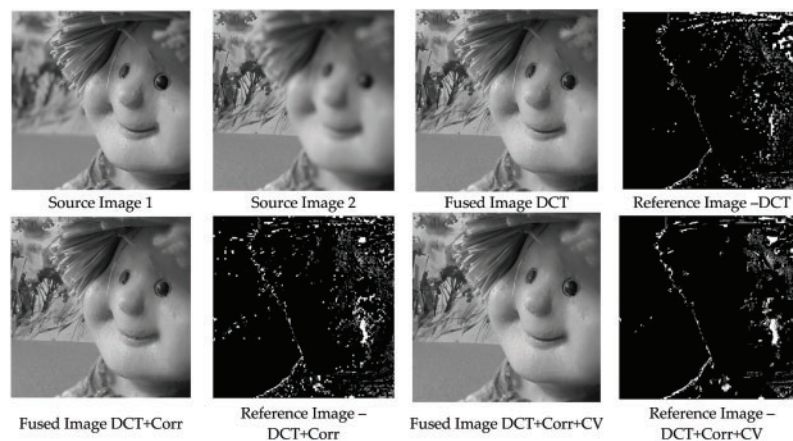 Source Image 1
Source Image 2
Fused Image DCT
Reference Image –DCT
Fused Image DCT+Corr
Reference Image –
DCT+Corr
Fused Image DCT+Corr+CV
Reference Image –
DCT+Corr+CV